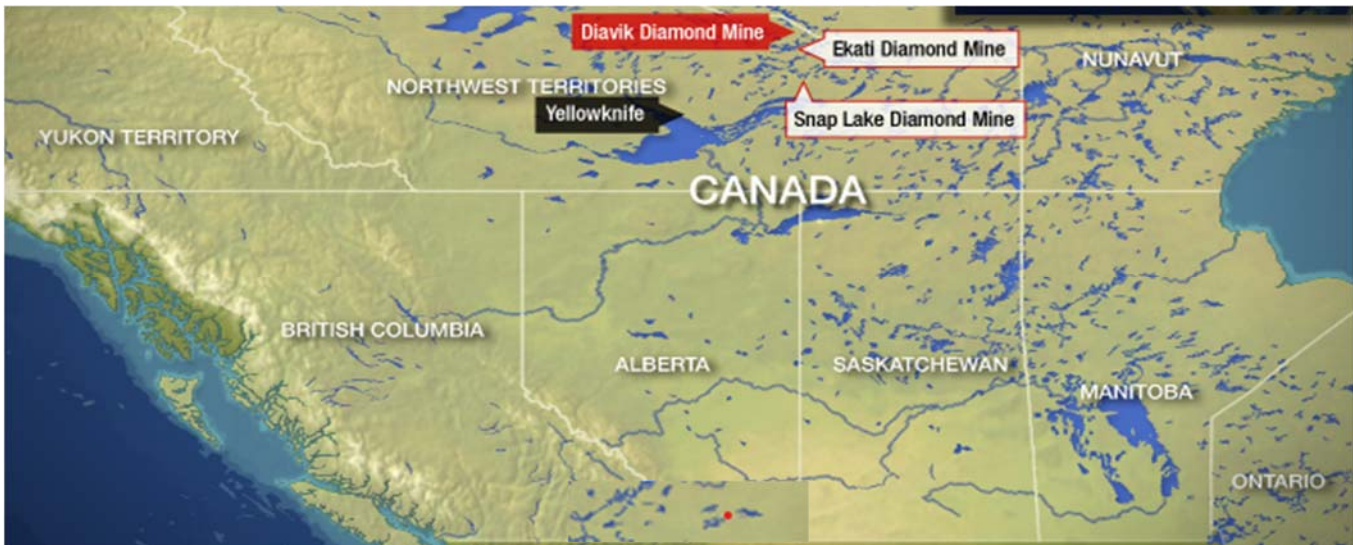 Diavik Diamond Mine
Ekati Diamond Mine
NUNAVUT
NORTHWEST TERRITORIES
Yellowknife
Snap Lake Diamond Mine
YUKON TERRITORY
CANADA
BRITISH COLUMBIA
ALBERTA
SASKATCHEWAN
MANITOBA
ONTARIO